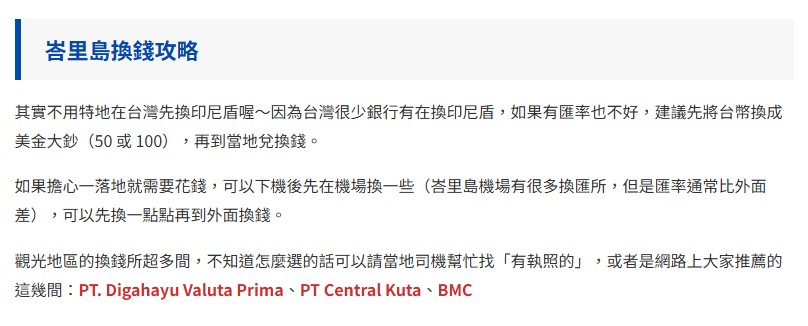 峇里島換錢攻略
其實不用特地在台灣先換印尼盾喔～因為台灣很少銀行有在換印尼盾，如果有匯率也不好，建議先將台幣換成
美金大鈔（50 或 100），再到當地兌換錢。
如果擔心一落地就需要花錢，可以下機後先在機場換一些（峇里島機場有很多換匯所，但是匯率通常比外面
差），可以先換一點點再到外面換錢。
觀光地區的換錢所超多間，不知道怎麼選的話可以請當地司機幫忙找「有執照的」，或者是網路上大家推薦的
這幾間：PT. Digahayu Valuta Prima、PT Central Kuta、BMC